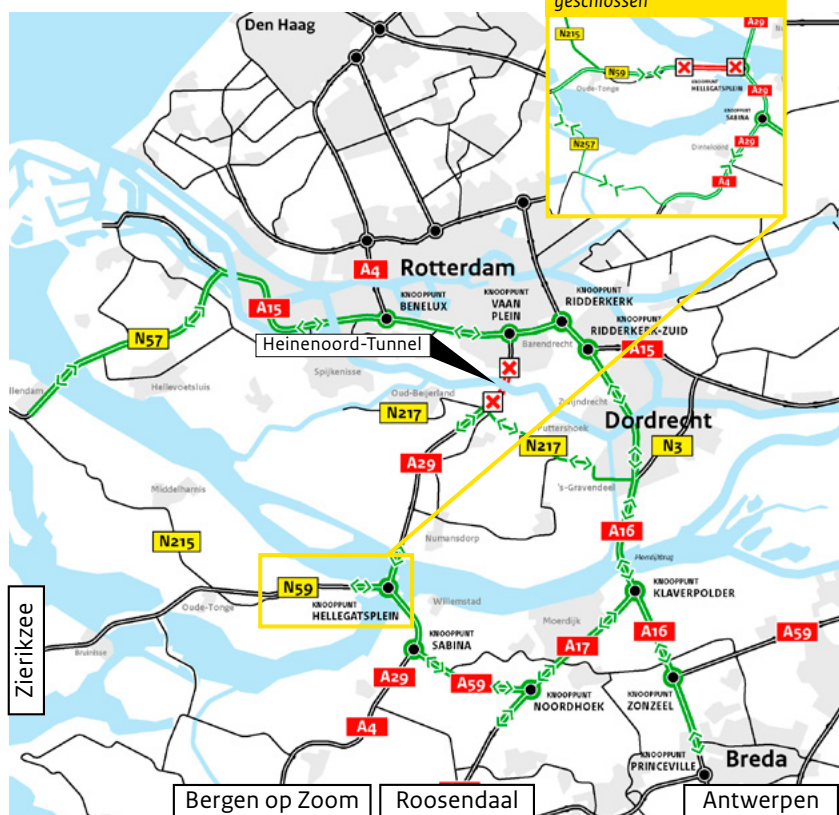 geschlossen
N215
A29
N59
Oude-Tonge
KNOOPPUNT
HELLEGATSPLEIN
A29
KNOOPPUNT
SABINA
N257
Dinteloord
A29
A4
Den Haag
A4
Rotterdam
KNOOPPUNT
BENELUX
KNOOPPUNT
VAAN
PLEIN
KNOOPPUNT
RIDDERKERK
KNOOPPUNT
RIDDERKERK-ZUID
A15
N57
Heinenoord-Tunnel
Barendrecht
A15
Spijkenisse
Hellevoetsluis
Oud-Beijerland
Zwijndrecht
N217
Puttershoek
Dordrecht
N217
N3
A29
's-Gravendeel
Middelharnis
A16
N215
Numansdorp
N59
KNOOPPUNT
HELLEGATSPLEIN
Willemstad
KNOOPPUNT
KLAVERPOLDER
Oude-Tonge
Moerdijk
Zierikzee
Bruinisse
KNOOPPUNT
SABINA
A17
A16
A59
A29
A59
KNOOPPUNT
NOORDHOEK
KNOOPPUNT
ZONZEEL
A4
KNOOPPUNT
PRINCEVILLE
Breda
Bergen op Zoom
Roosendaal
Antwerpen